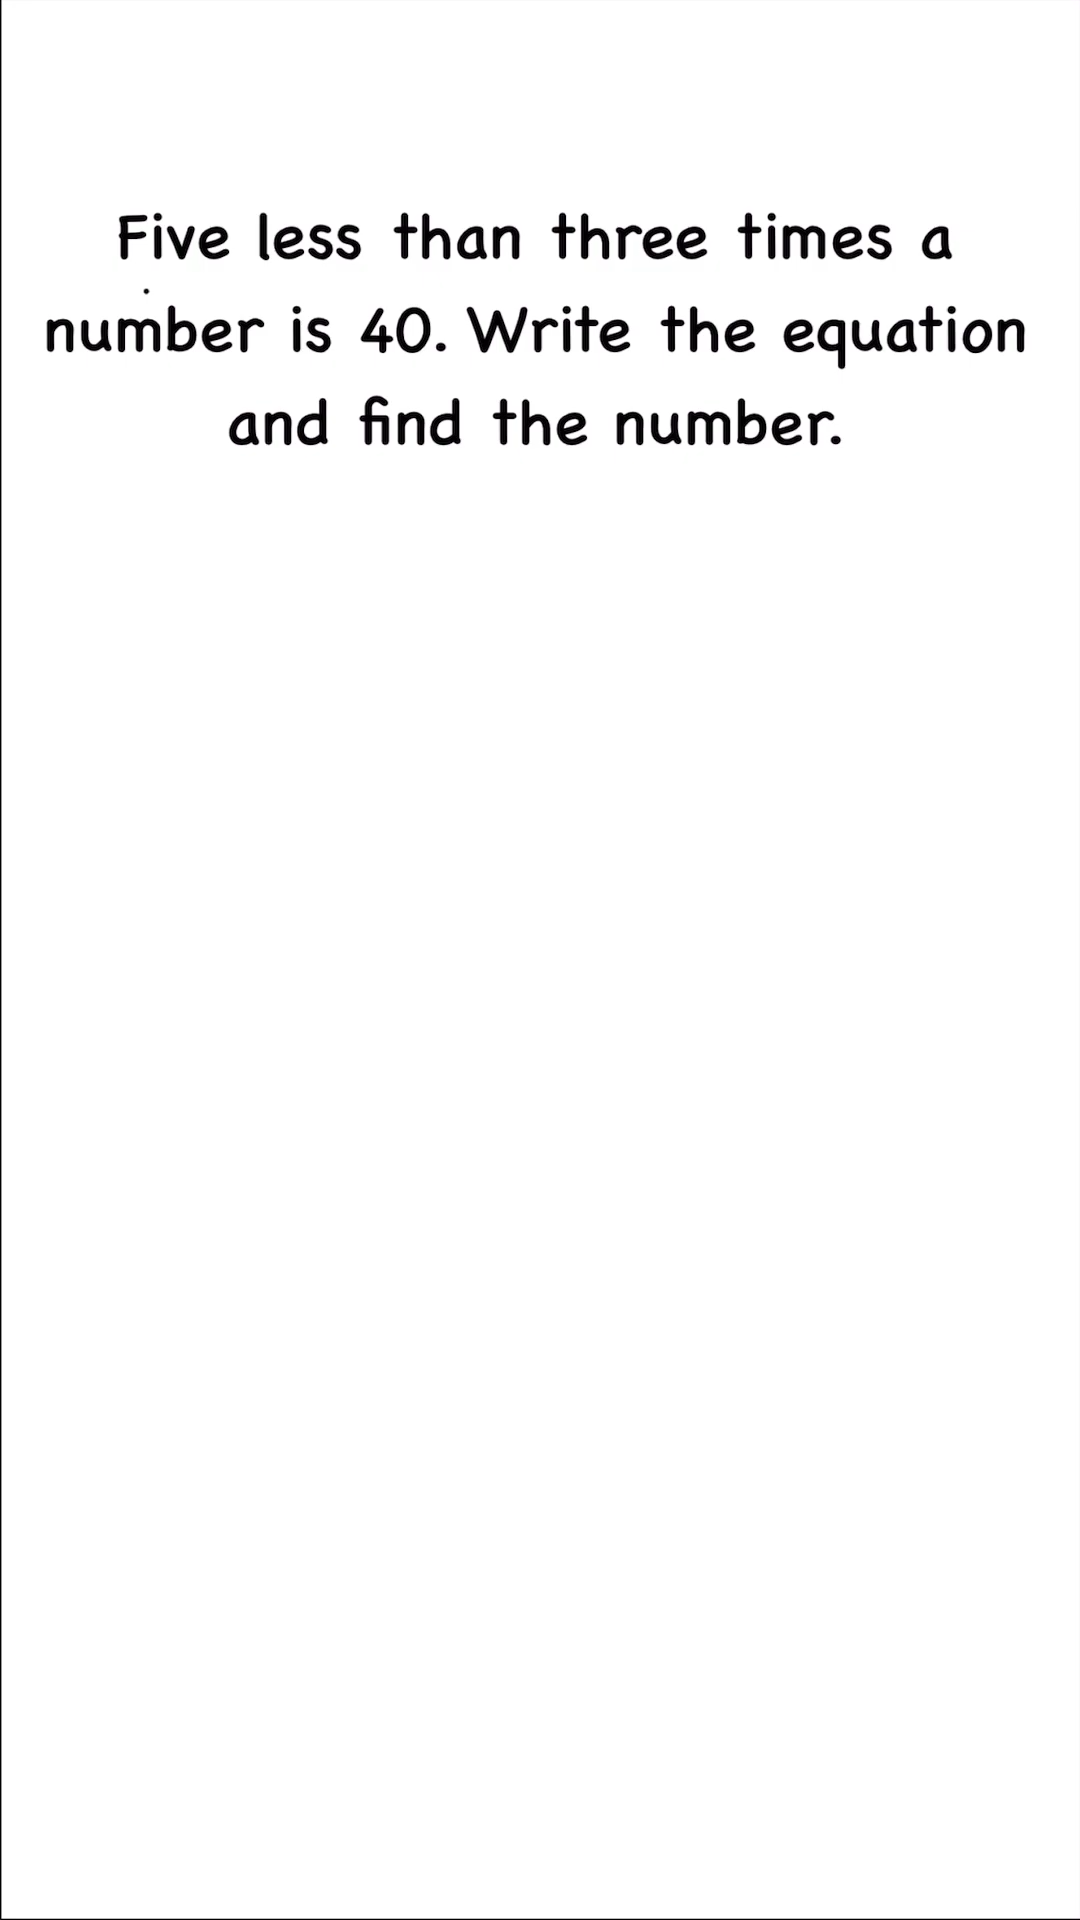 Five less than three times a
number is 40. Write the equation
and find the number.